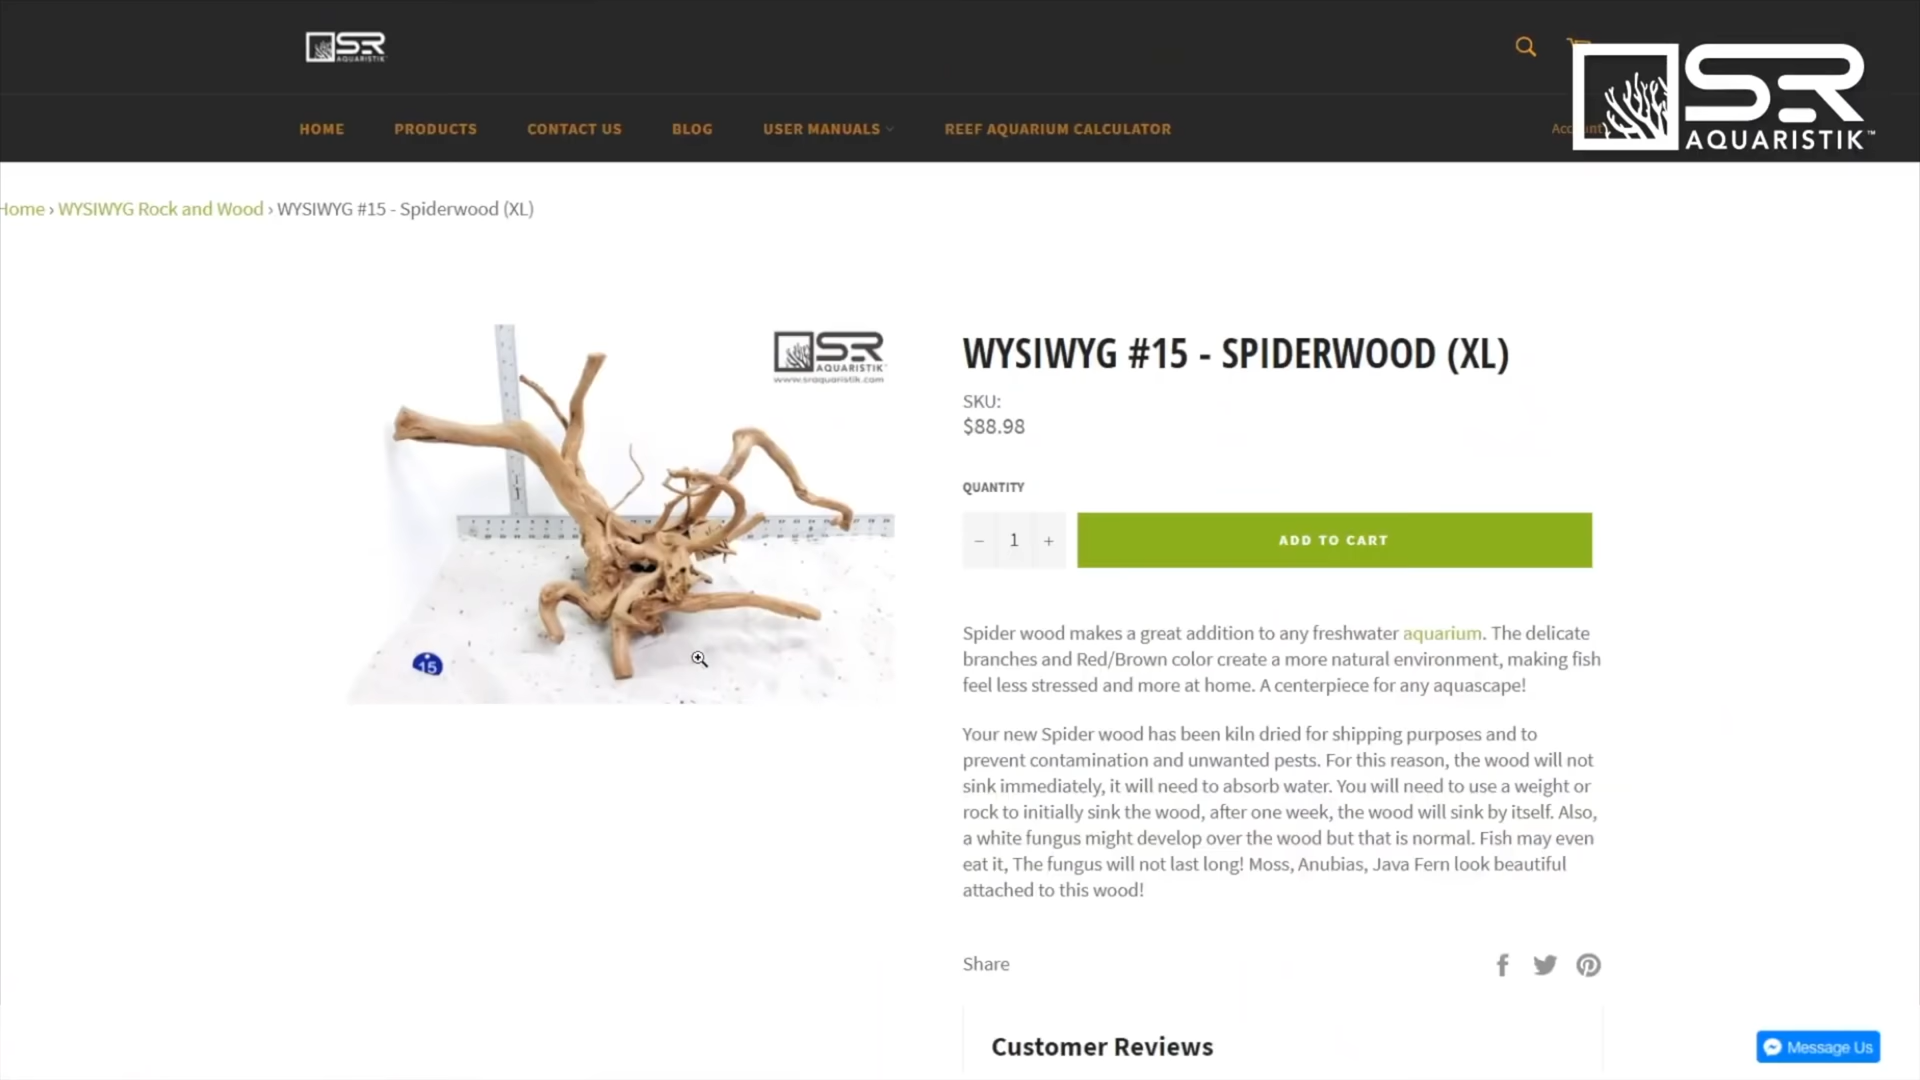 SR
AQUARISTIK
SR
AQUARISTIK™
HOME
PRODUCTS
CONTACT US
BLOG
USER MANUALS
REEF AQUARIUM CALCULATOR
Home › WYSIWYG Rock and Wood › WYSIWYG #15 - Spiderwood (XL)
SR
AQUARISTIK
www.sraquaristik.com
15
WYSIWYG #15 - SPIDERWOOD (XL)
SKU:
$88.98
QUANTITY
− 1 +
ADD TO CART
Spider wood makes a great addition to any freshwater aquarium. The delicate
branches and Red/Brown color create a more natural environment, making fish
feel less stressed and more at home. A centerpiece for any aquascape!
Your new Spider wood has been kiln dried for shipping purposes and to
prevent contamination and unwanted pests. For this reason, the wood will not
sink immediately, it will need to absorb water. You will need to use a weight or
rock to initially sink the wood, after one week, the wood will sink by itself. Also,
a white fungus might develop over the wood but that is normal. Fish may even
eat it, The fungus will not last long! Moss, Anubias, Java Fern look beautiful
attached to this wood!
Share
Customer Reviews
Message Us